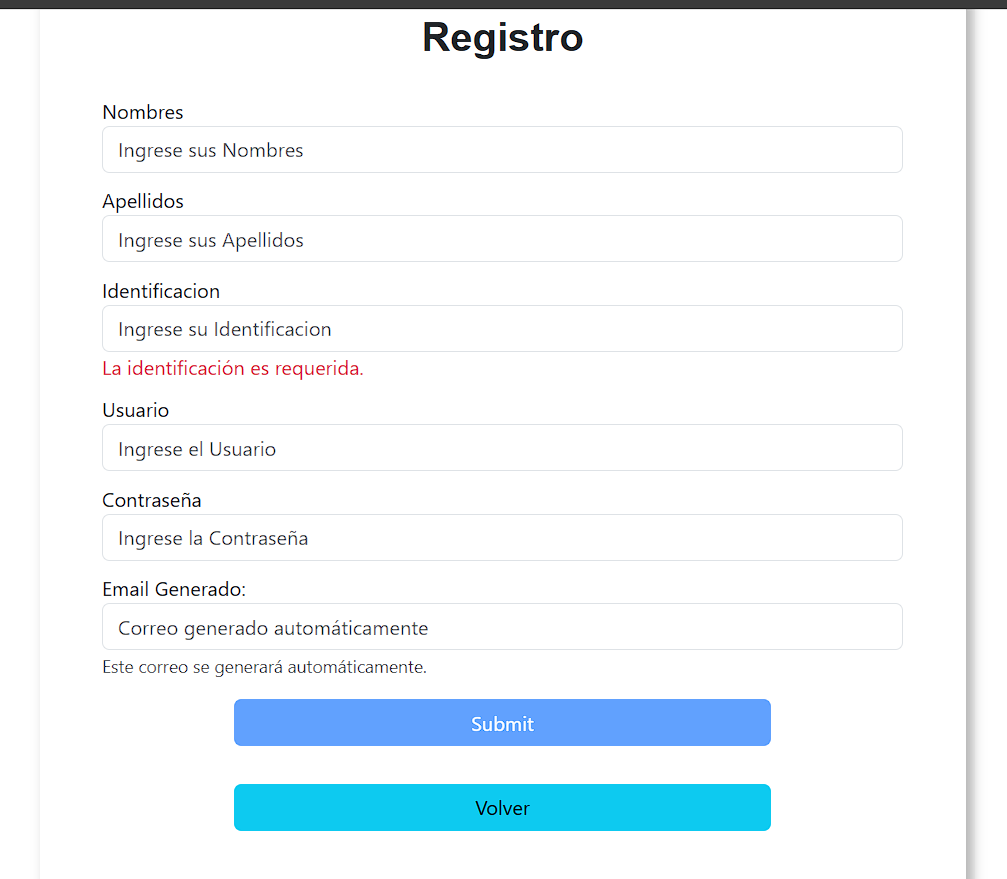 Registro
Nombres
Ingrese sus Nombres
Apellidos
Ingrese sus Apellidos
Identificacion
Ingrese su Identificacion
La identificación es requerida.
Usuario
Ingrese el Usuario
Contraseña
Ingrese la Contraseña
Email Generado:
Correo generado automáticamente
Este correo se generará automáticamente.
Submit
Volver